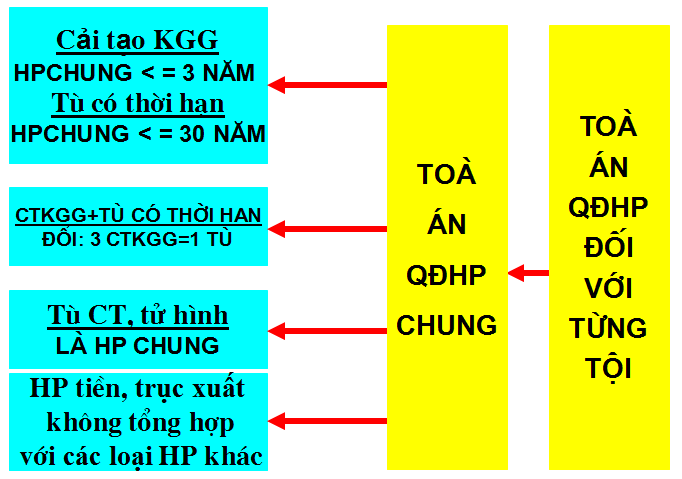 Cải tạo KGG
HPCHUNG < = 3 NĂM
Tù có thời hạn
HPCHUNG < = 30 NĂM
CTKGG+TÙ CÓ THỜI HAN
ĐỐI: 3 CTKGG=1 TÙ
Tù CT, tử hình
LÀ HP CHUNG
HP tiền, trục xuất
không tổng hợp
với các loại HP khác
TOÀ
ÁN
QĐHP
CHUNG
TOÀ
ÁN
QĐHP
ĐỐI
VỚI
TỪNG
TỘI